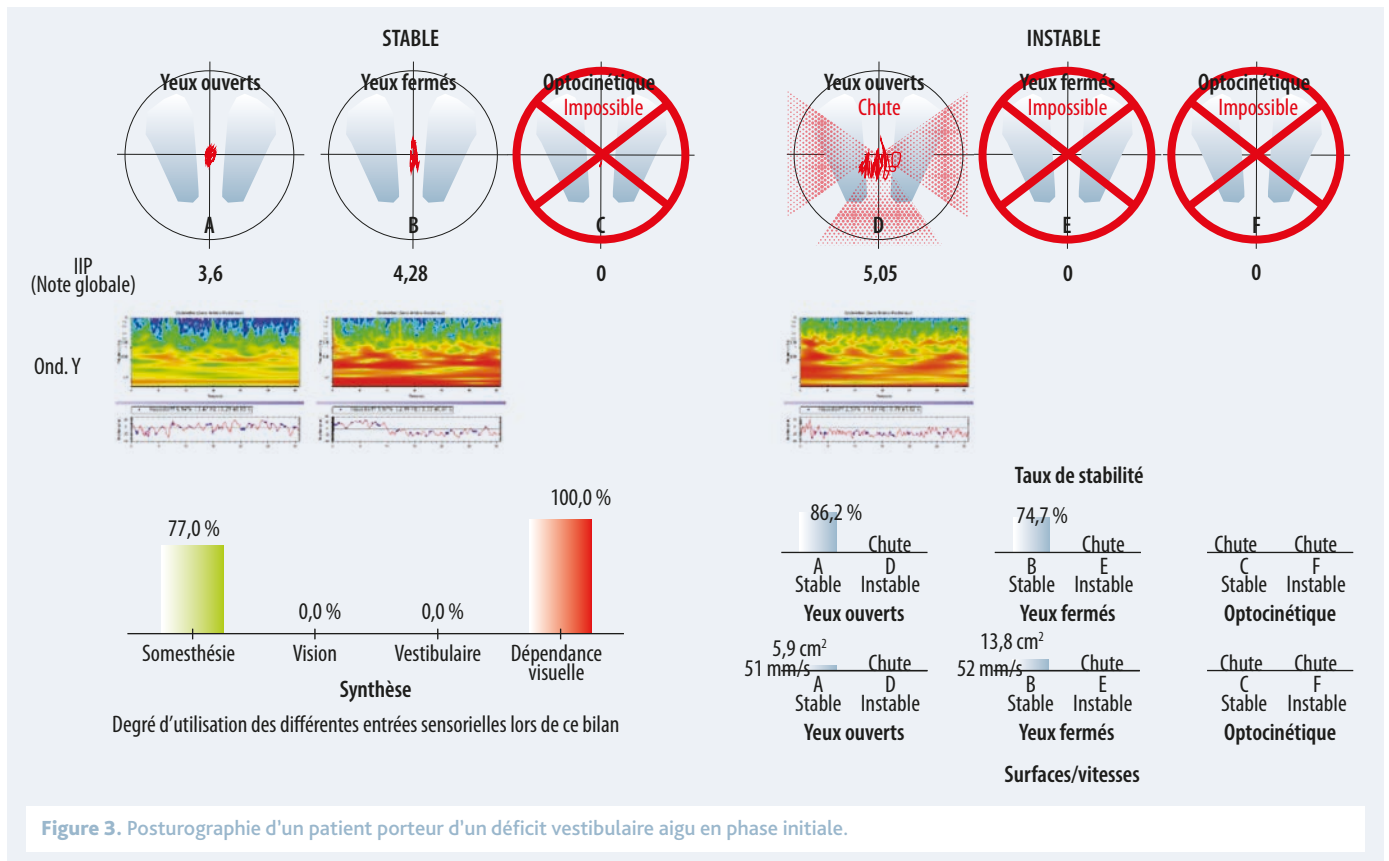 STABLE
INSTABLE
Yeux ouverts
Yeux fermés
Optocinétique
Impossible
Yeux ouverts
Chute
Yeux fermés
Impossible
Optocinétique
Impossible
A
B
C
D
E
F
IIP
(Note globale)
3,6
4,28
0
5,05
0
0
Ond. Y
Taux de stabilité
77,0 %
0,0 %
0,0 %
100,0 %
Somesthésie
Vision
Vestibulaire
Dépendance
visuelle
Synthèse
Degré d'utilisation des différentes entrées sensorielles lors de ce bilan
86,2 %
Chute
74,7 %
Chute
Chute
Chute
A
D
B
E
C
F
Stable
Instable
Stable
Instable
Stable
Instable
Yeux ouverts
Yeux fermés
Optocinétique
5,9 cm²
51 mm/s
Chute
13,8 cm²
52 mm/s
Chute
Chute
Chute
A
D
B
E
C
F
Stable
Instable
Stable
Instable
Stable
Instable
Yeux ouverts
Yeux fermés
Optocinétique
Surfaces/vitesses
Figure 3. Posturographie d'un patient porteur d'un déficit vestibulaire aigu en phase initiale.